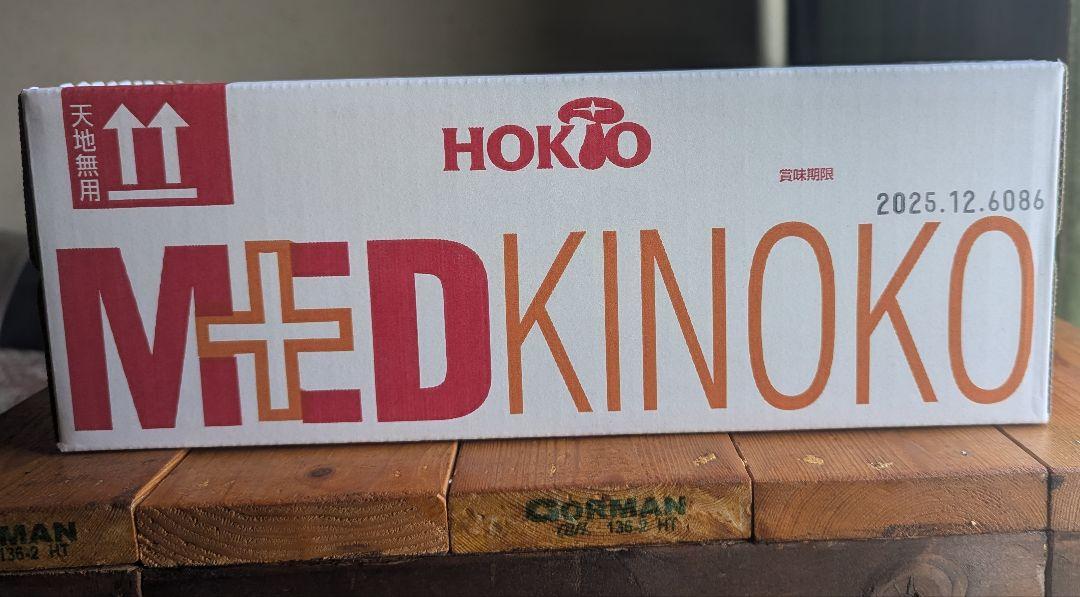 天地無用
HOKTO
賞味期限
2025.12.6086
MEDKINOKO
GORMAN
136-2 HT
MAN
136-2 HT